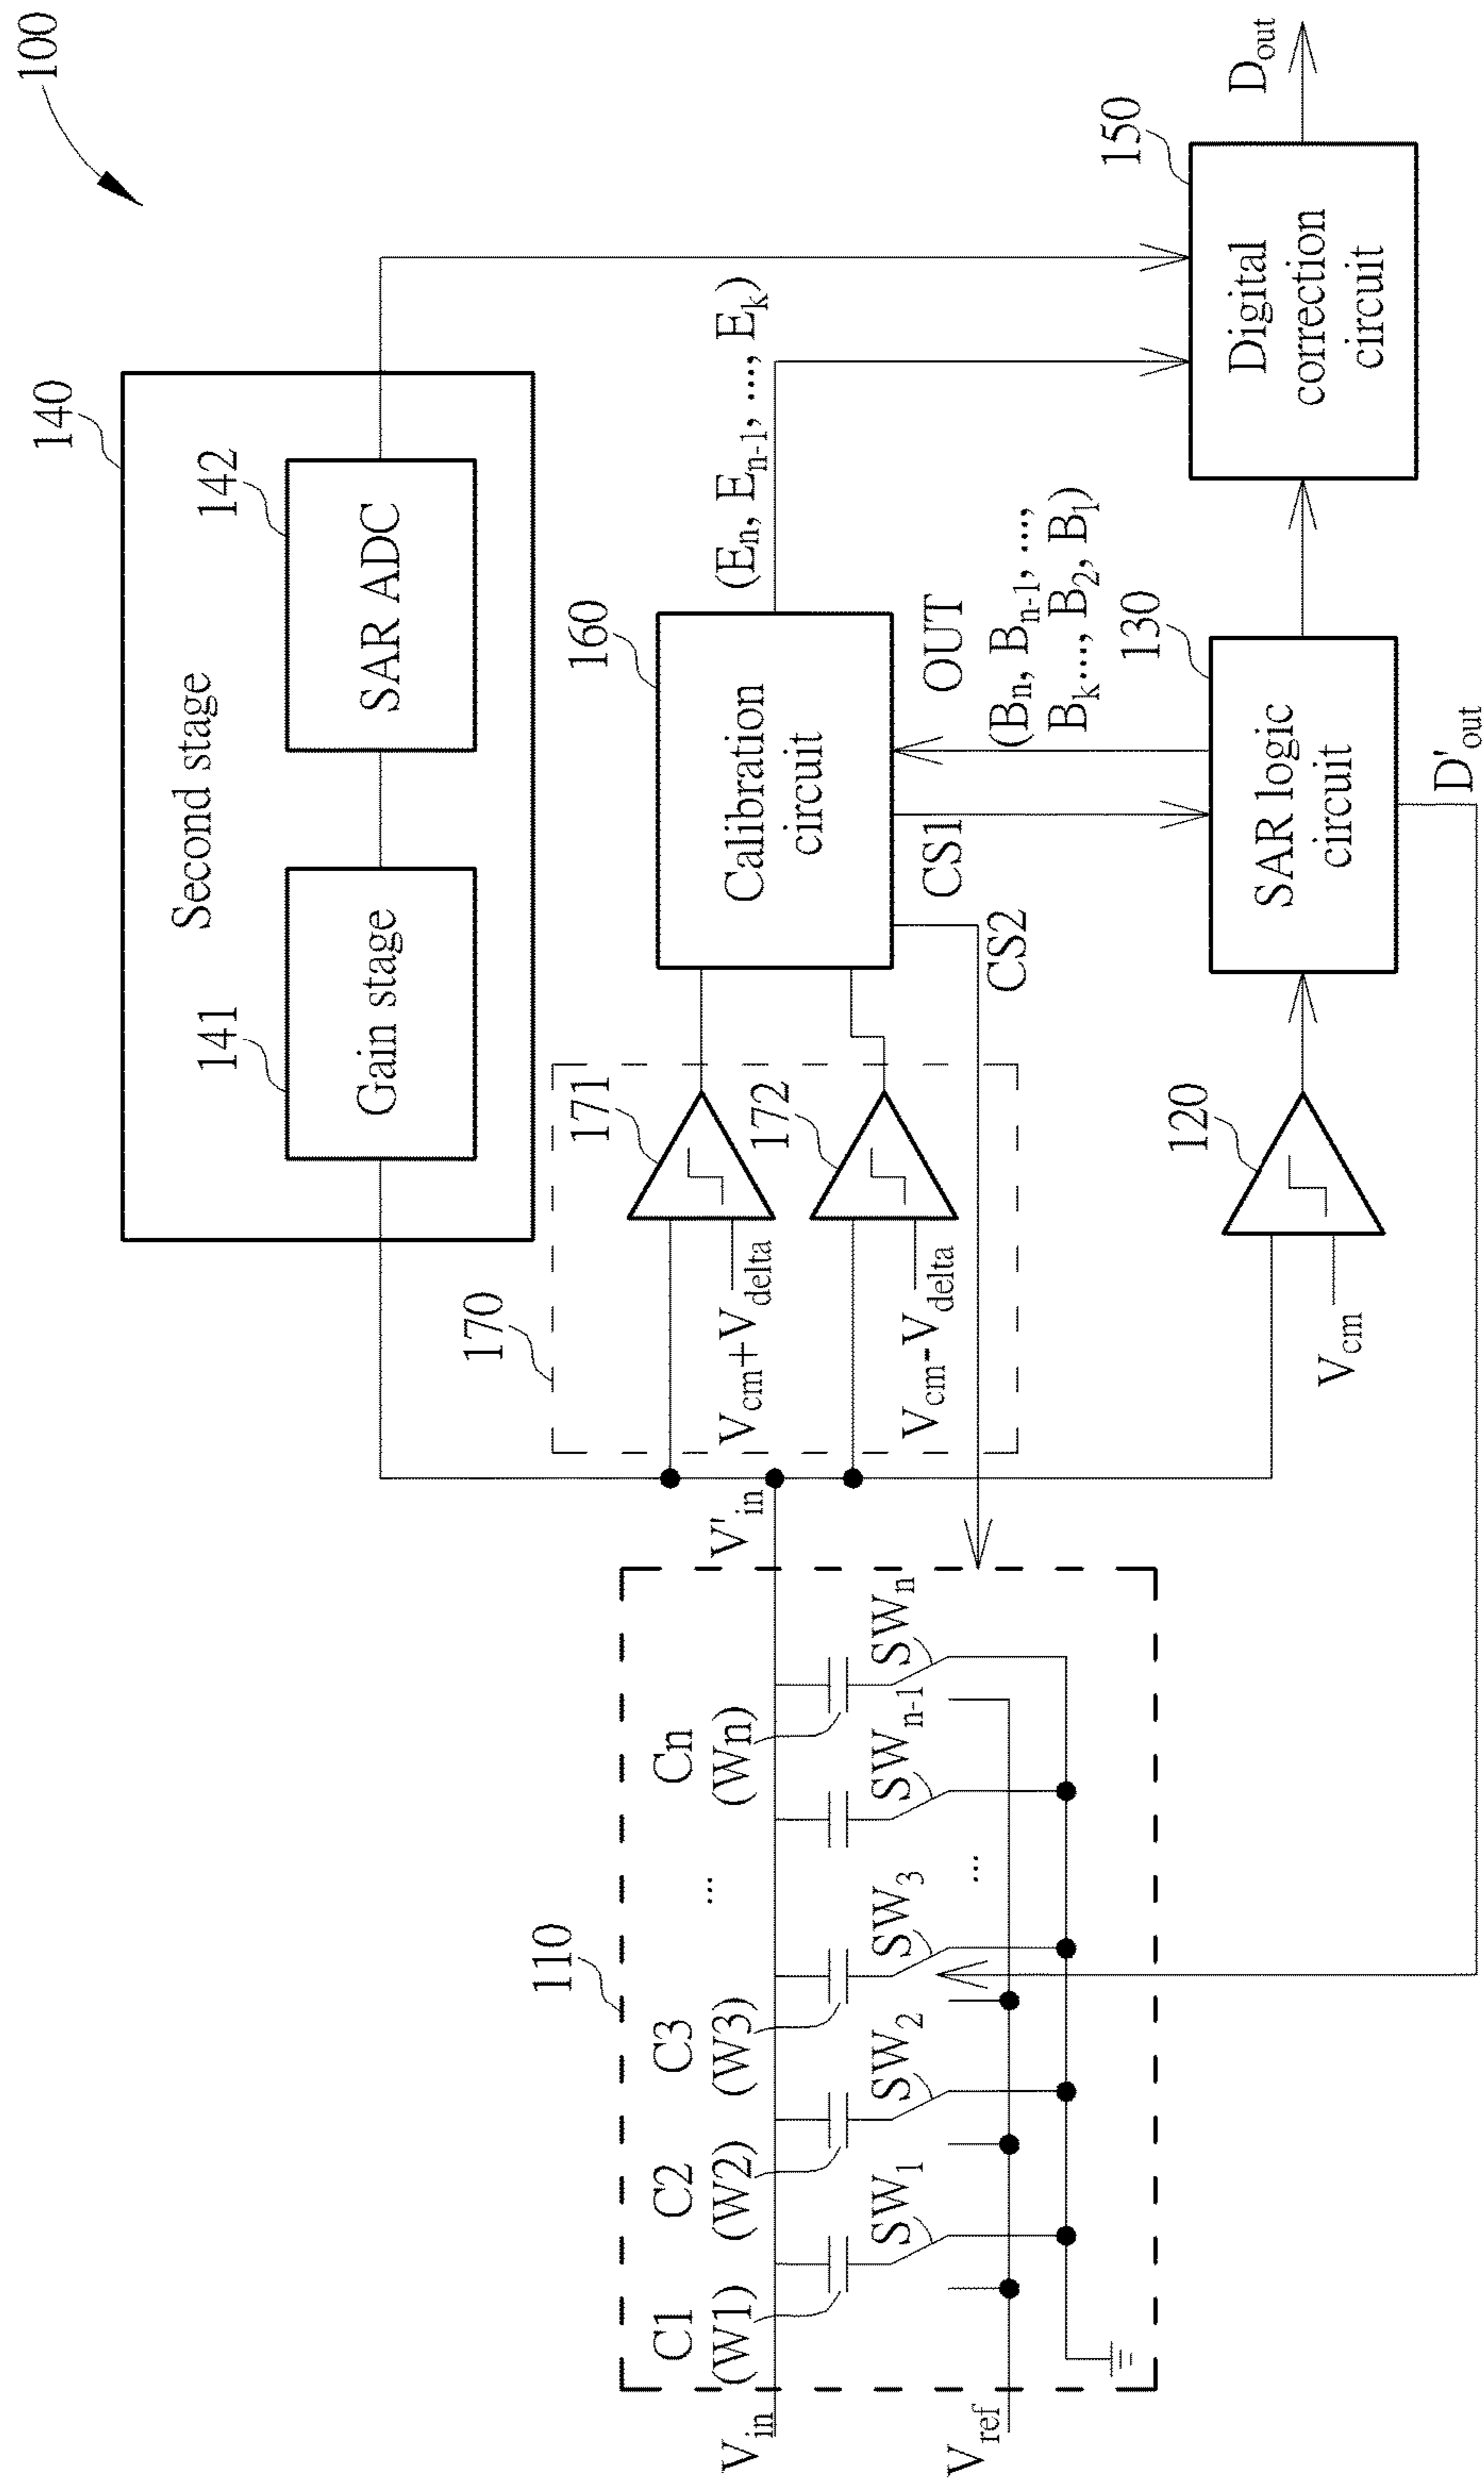 100
140
Second stage
141
Gain stage
142
SAR ADC
110
C1
(W1)
C2
(W2)
C3
(W3)
...
Cn
(Wn)
Vin
V'in
SW1
SW2
SW3
...
SWn-1
SWn
Vref
170
171
Vcm+Vdelta
172
Vcm-Vdelta
160
Calibration
circuit
(En, En-1, ..., Ek)
CS2
CS1
OUT
(Bn, Bn-1, ...,
Bk..., B2, B1)
120
Vcm
130
SAR logic
circuit
D'out
150
Digital
correction
circuit
Dout